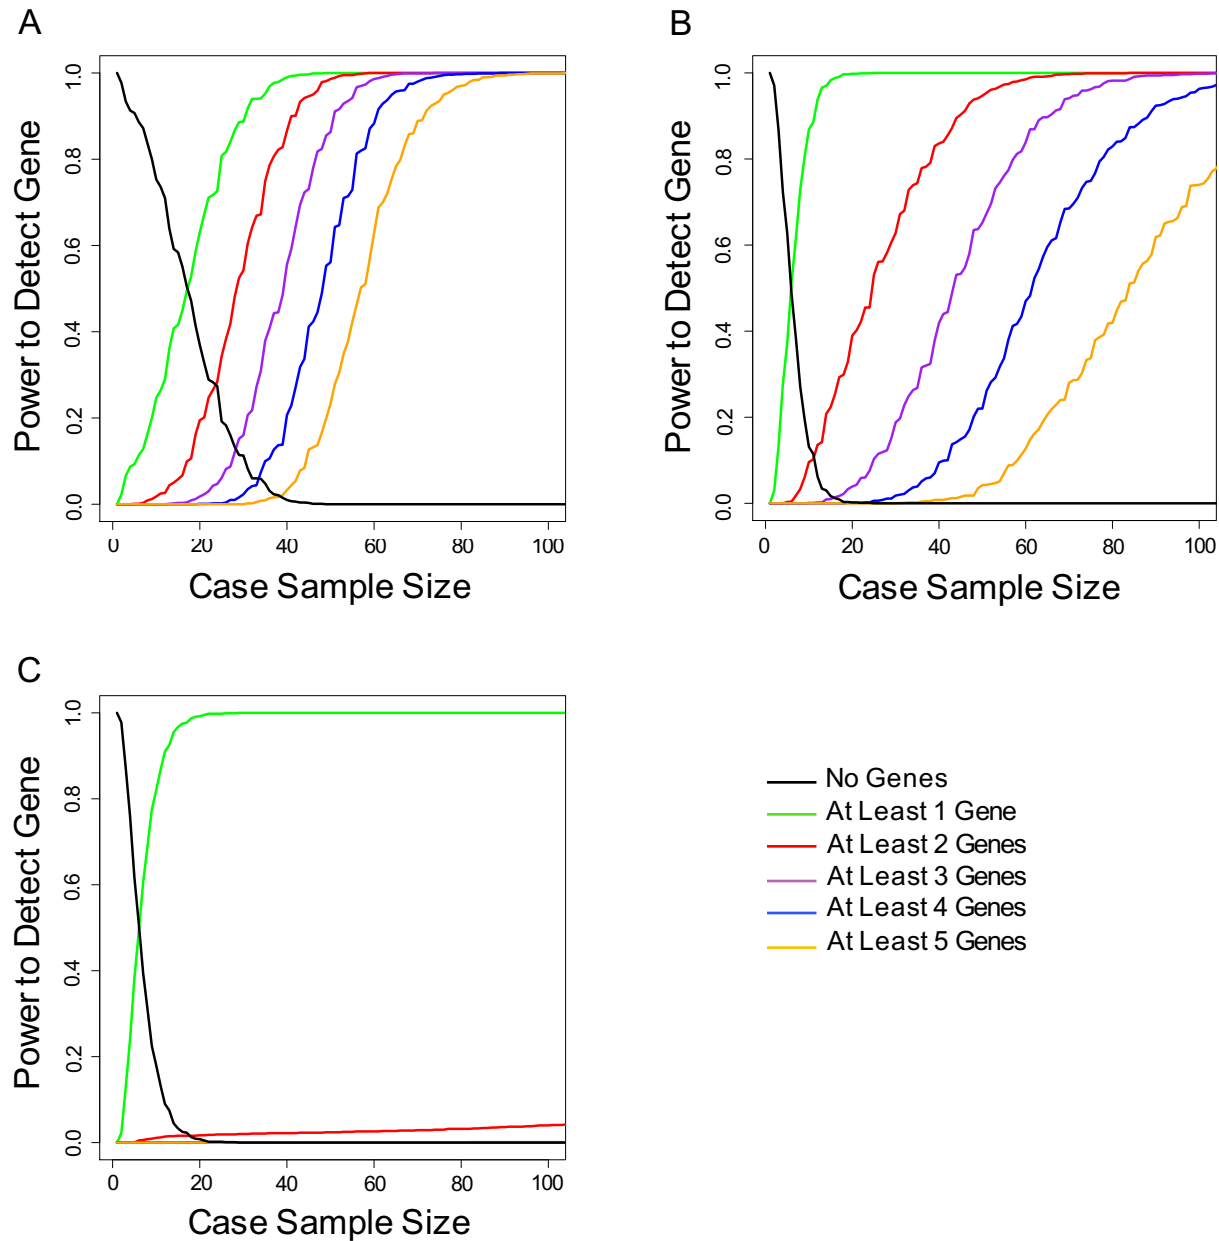 A
Power to Detect Gene
0.0 0.2 0.4 0.6 0.8 1.0
0 20 40 60 80 100
Case Sample Size
B
Power to Detect Gene
0.0 0.2 0.4 0.6 0.8 1.0
0 20 40 60 80 100
Case Sample Size
C
Power to Detect Gene
0.0 0.2 0.4 0.6 0.8 1.0
0 20 40 60 80 100
Case Sample Size
No Genes
At Least 1 Gene
At Least 2 Genes
At Least 3 Genes
At Least 4 Genes
At Least 5 Genes